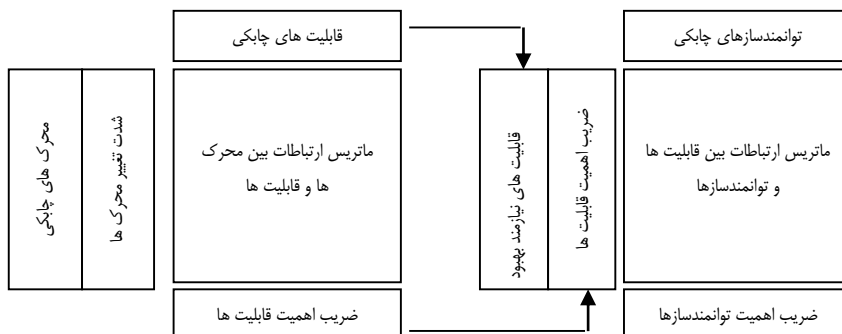 قابلیت های چابکی
توانمندسازهای چابکی
محرک های چابکی
شدت تغییر محرک ها
ماتریس ارتباطات بین محرک
ها و قابلیت ها
قابلیت های نیازمند بهبود
ضریب اهمیت قابلیت ها
ماتریس ارتباطات بین قابلیت ها
و توانمندسازها
ضریب اهمیت قابلیت ها
ضریب اهمیت توانمندسازها